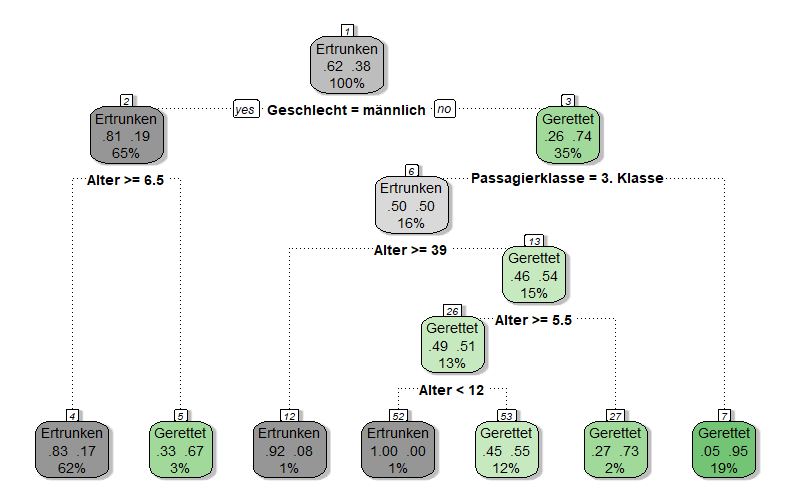 1
Ertrunken
.62 .38
100%
yes Geschlecht = männlich no
2
Ertrunken
.81 .19
65%
3
Gerettet
.26 .74
35%
Alter >= 6.5
Passagierklasse = 3. Klasse
6
Ertrunken
.50 .50
16%
Alter >= 39
13
Gerettet
.46 .54
15%
Alter >= 5.5
26
Gerettet
.49 .51
13%
Alter < 12
4
Ertrunken
.83 .17
62%
5
Gerettet
.33 .67
3%
12
Ertrunken
.92 .08
1%
52
Ertrunken
1.00 .00
1%
53
Gerettet
.45 .55
12%
27
Gerettet
.27 .73
2%
7
Gerettet
.05 .95
19%